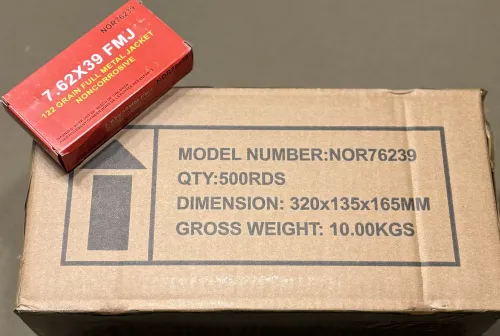 NOR76239
7.62X39 FMJ
122 GRAIN FULL METAL JACKET
NONCORROSIVE
MODEL NUMBER:NOR76239
QTY:500RDS
DIMENSION: 320x135x165MM
GROSS WEIGHT: 10.00KGS